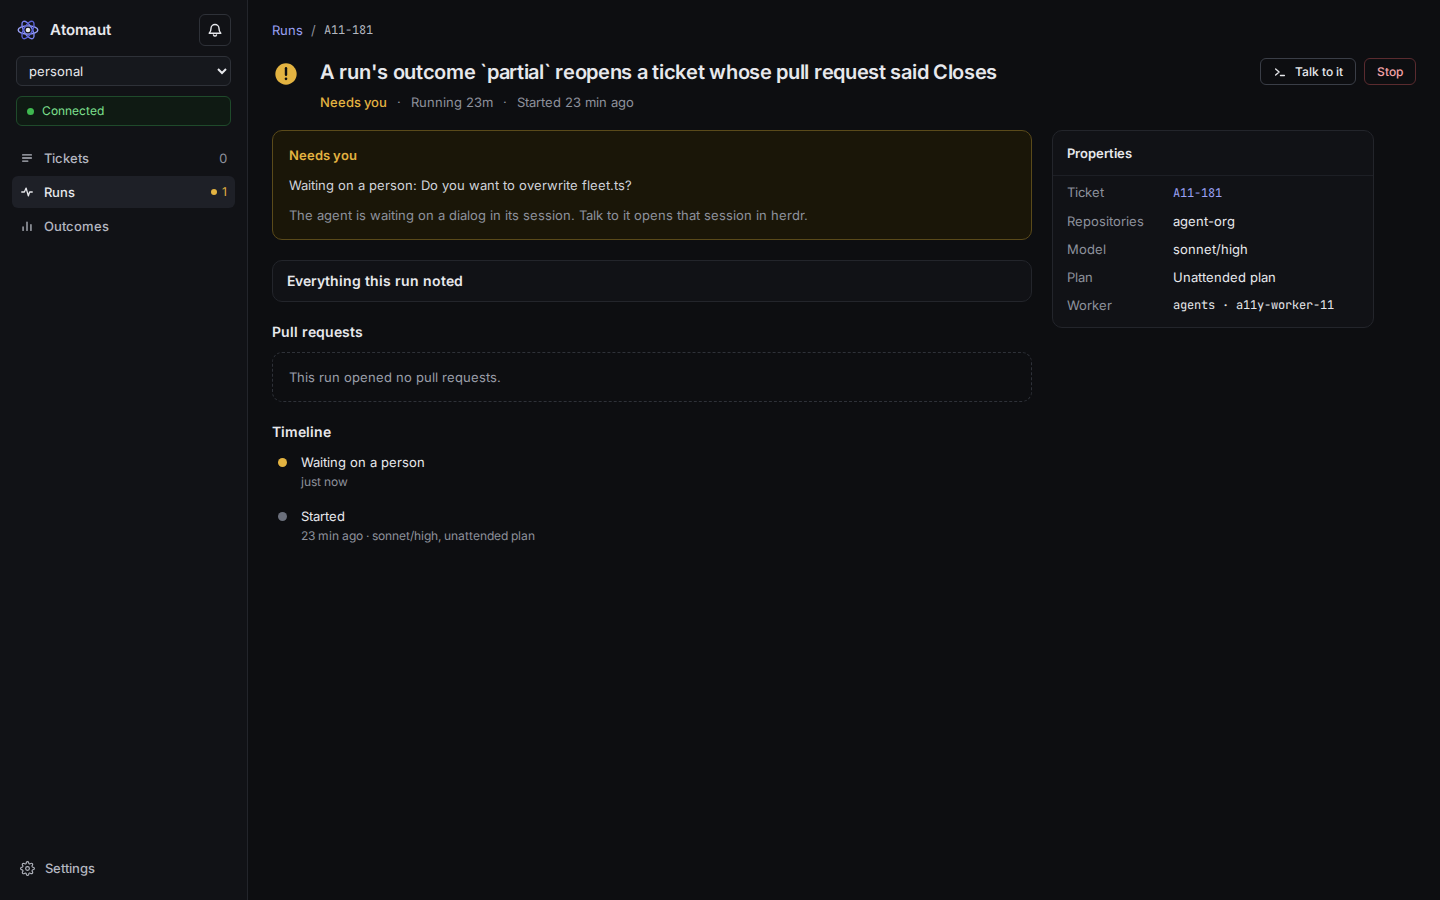 Atomaut
personal
Connected
Tickets 0
Runs 1
Outcomes
Settings
Runs / A11-181
A run's outcome `partial` reopens a ticket whose pull request said Closes
Needs you · Running 23m · Started 23 min ago
Talk to it
Stop
Needs you
Waiting on a person: Do you want to overwrite fleet.ts?
The agent is waiting on a dialog in its session. Talk to it opens that session in herdr.
Everything this run noted
Pull requests
This run opened no pull requests.
Timeline
Waiting on a person
just now
Started
23 min ago · sonnet/high, unattended plan
Properties
Ticket A11-181
Repositories agent-org
Model sonnet/high
Plan Unattended plan
Worker agents · a11y-worker-11